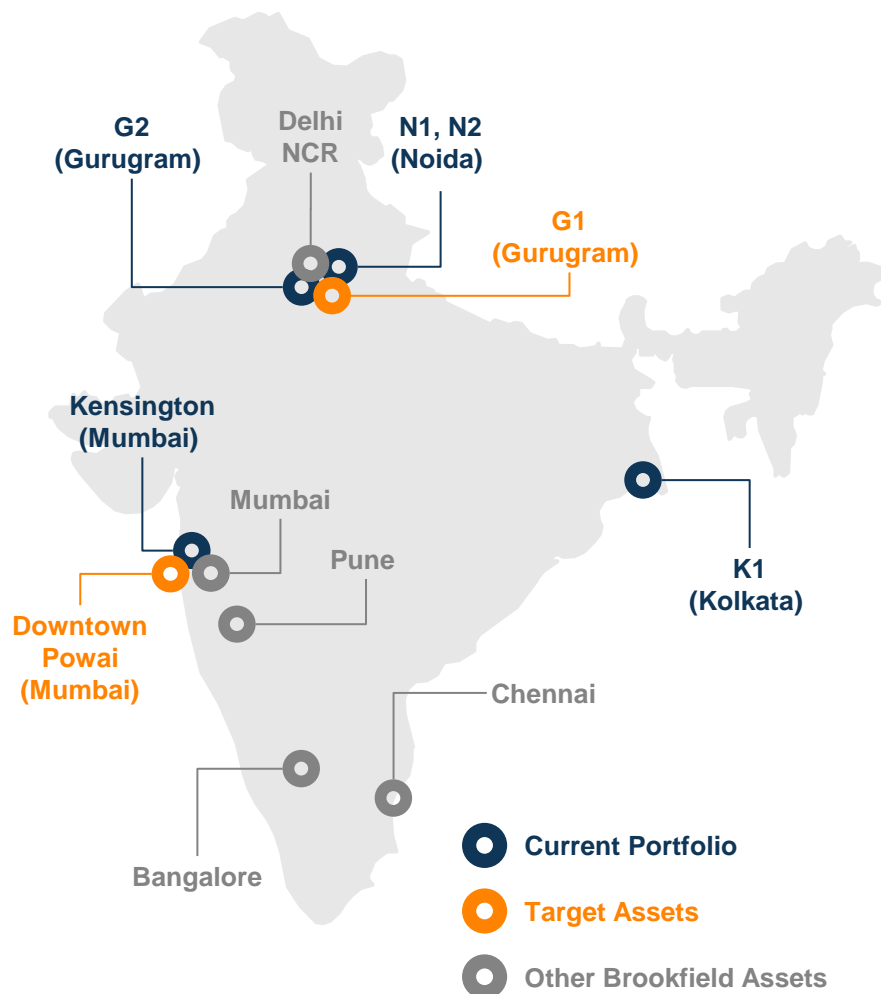 G2
(Gurugram)
Delhi
NCR
N1, N2
(Noida)
G1
(Gurugram)
Kensington
(Mumbai)
Mumbai
Pune
K1
(Kolkata)
Downtown
Powai
(Mumbai)
Chennai
Bangalore
Current Portfolio
Target Assets
Other Brookfield Assets